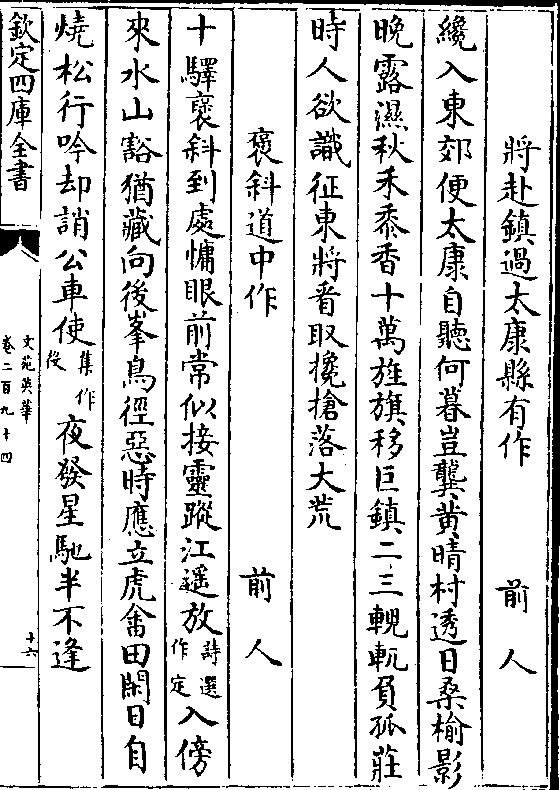 將赴鎮過太康縣有作　前人
纔入東郊便太康自聽何暮豈龔黃晴村透日桑榆影
晚露濕秋禾黍香十萬旌旗移巨鎮二三輗軏負孤莊
時人欲識征東將看取欃槍落大荒
褒斜道中作　前人
十驛褒斜到處慵眼前常似接靈蹤江遥放詩選作定入傍
來水山豁猶藏向後峯鳥徑惡時應立虎畬田閑日自
燒松行吟却誚公車使集作役夜發星馳半不逢
欽定四庫全書
文苑英華
卷二百九十四
十六